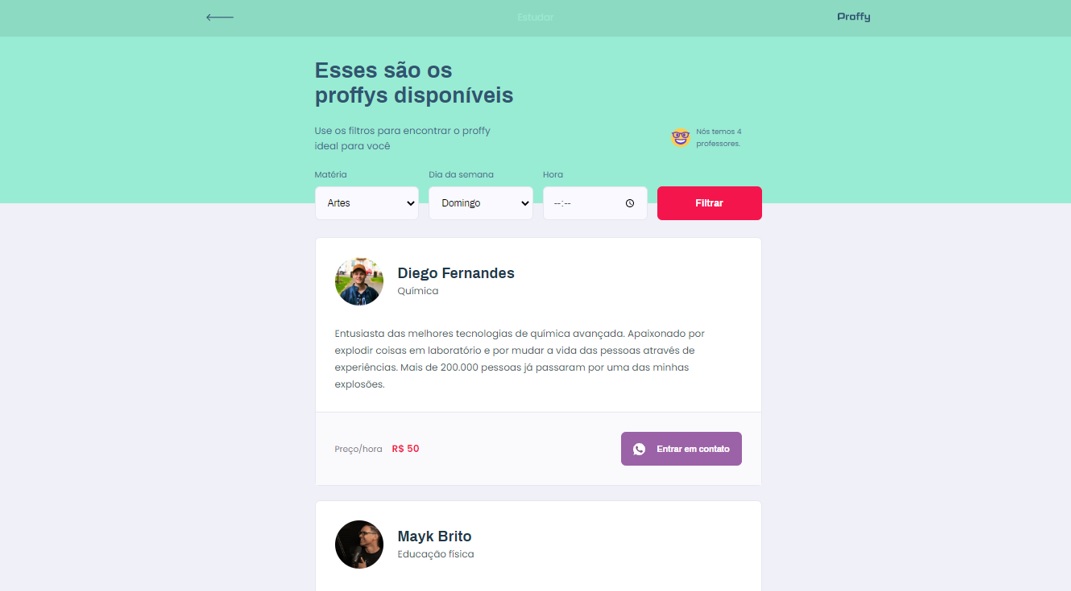 Estudar
Proffy
Esses são os
proffys disponíveis
Use os filtros para encontrar o proffy
ideal para você
Nós temos 4
professores.
Matéria
Dia da semana
Hora
Artes
Domingo
--:--
Filtrar
Diego Fernandes
Química
Entusiasta das melhores tecnologias de química avançada. Apaixonado por
explodir coisas em laboratório e por mudar a vida das pessoas através de
experiências. Mais de 200.000 pessoas já passaram por uma das minhas
explosões.
Preço/hora
R$ 50
Entrar em contato
Mayk Brito
Educação física